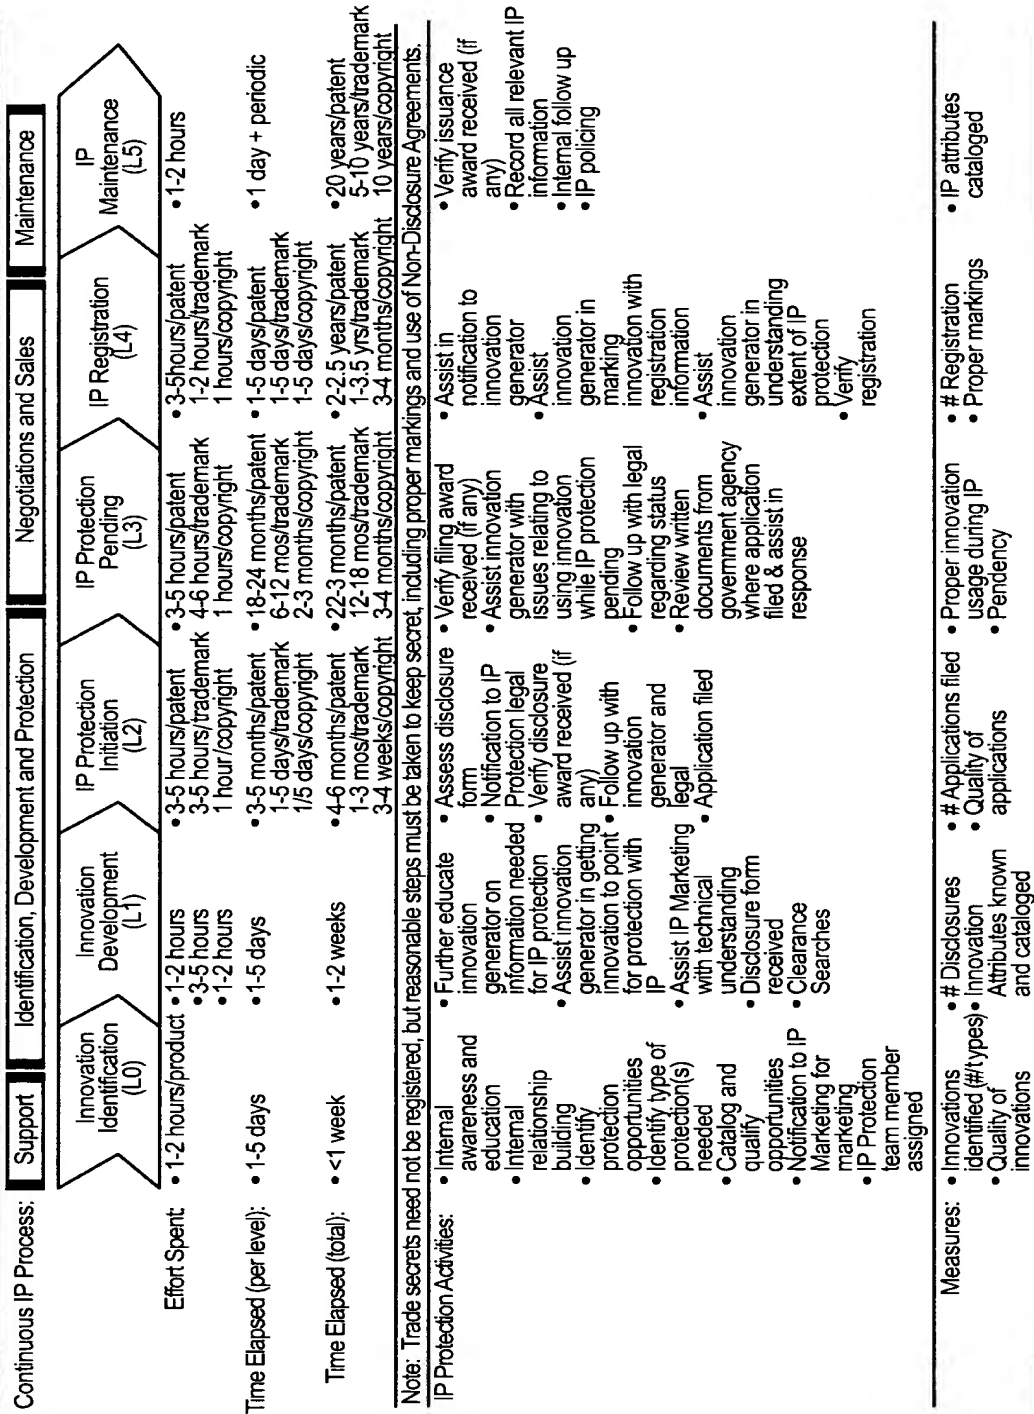 Continuous IP Process:
Support
Identification, Development and Protection
Negotiations and Sales
Maintenance
Innovation
Identification
(L0)
Innovation
Development
(L1)
IP Protection
Initiation
(L2)
IP Protection
Pending
(L3)
IP Registration
(L4)
IP
Maintenance
(L5)
Effort Spent:
• 1-2 hours/product
• 1-2 hours
• 3-5 hours
• 1-2 hours
• 3-5 hours/patent
3-5 hours/trademark
1 hour/copyright
• 3-5 hours/patent
4-6 hours/trademark
1 hour/copyright
• 3-5hours/patent
1-2 hours/trademark
1 hours/copyright
• 1-2 hours
Time Elapsed (per level):
• 1-5 days
• 1-5 days
• 3-5 months/patent
1-5 days/trademark
1/5 days/copyright
• 18-24 months/patent
6-12 mos/trademark
2-3 months/copyright
• 1-5 days/patent
1-5 days/trademark
1-5 days/copyright
• 1 day + periodic
Time Elapsed (total):
• <1 week
• 1-2 weeks
• 4-6 months/patent
1-3 mos/trademark
3-4 weeks/copyright
• 22-3 months/patent
12-18 mos/trademark
3-4 months/copyright
• 2-2.5 years/patent
1-3.5 yrs/trademark
3-4 months/copyright
• 20 years/patent
5-10 years/trademark
10 years/copyright
Note: Trade secrets need not be registered, but reasonable steps must be taken to keep secret, including proper markings and use of Non-Disclosure Agreements.
IP Protection Activities:
• Internal
awareness and
education
• Internal
relationship
building
• Identify
protection
opportunities
• Identify type of
protection(s)
needed
• Catalog and
qualify
opportunities
• Notification to IP
Marketing for
marketing
• IP Protection
team member
assigned
• Further educate
innovation
generator on
information needed
for IP protection
• Assist innovation
generator in getting
innovation to point
for protection with
IP
• Assist IP Marketing
with technical
understanding
• Disclosure form
received
• Clearance
Searches
• Assess disclosure
form
• Notification to IP
Protection legal
• Verify disclosure
award received (if
any)
• Follow up with
innovation
generator and
legal
• Application filed
• Verify filing award
received (if any)
• Assist innovation
generator with
issues relating to
using innovation
while IP protection
pending
• Follow up with legal
regarding status
• Review written
documents from
government agency
where application
filed & assist in
response
• Assist in
notification to
innovation
generator
• Assist
innovation
generator in
marking
innovation with
registration
information
• Assist
innovation
generator in
understanding
extent of IP
protection
• Verify
registration
• Verify issuance
award received (if
any)
• Record all relevant IP
information
• Internal follow up
• IP policing
Measures:
• Innovations
identified (#/types)
• Quality of
innovations
• # Disclosures
• Innovation
Attributes known
and cataloged
• # Applications filed
• Quality of
applications
• Proper innovation
usage during IP
• Pendency
• # Registration
• Proper markings
• IP attributes
cataloged